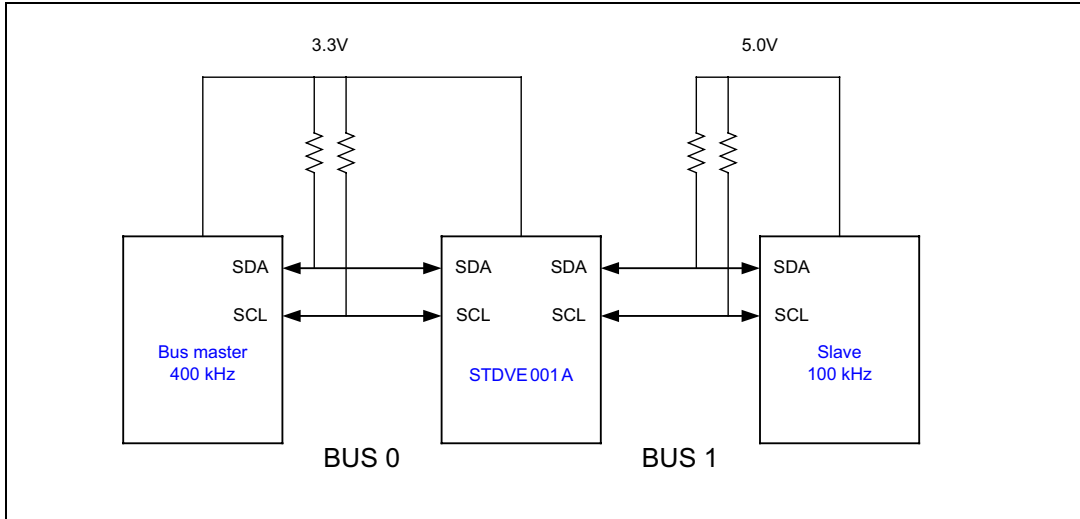 3.3V
5.0V
SDA
SDA
SDA
SDA
SCL
SCL
SCL
SCL
Bus master
400 kHz
STDVE001A
Slave
100 kHz
BUS 0
BUS 1